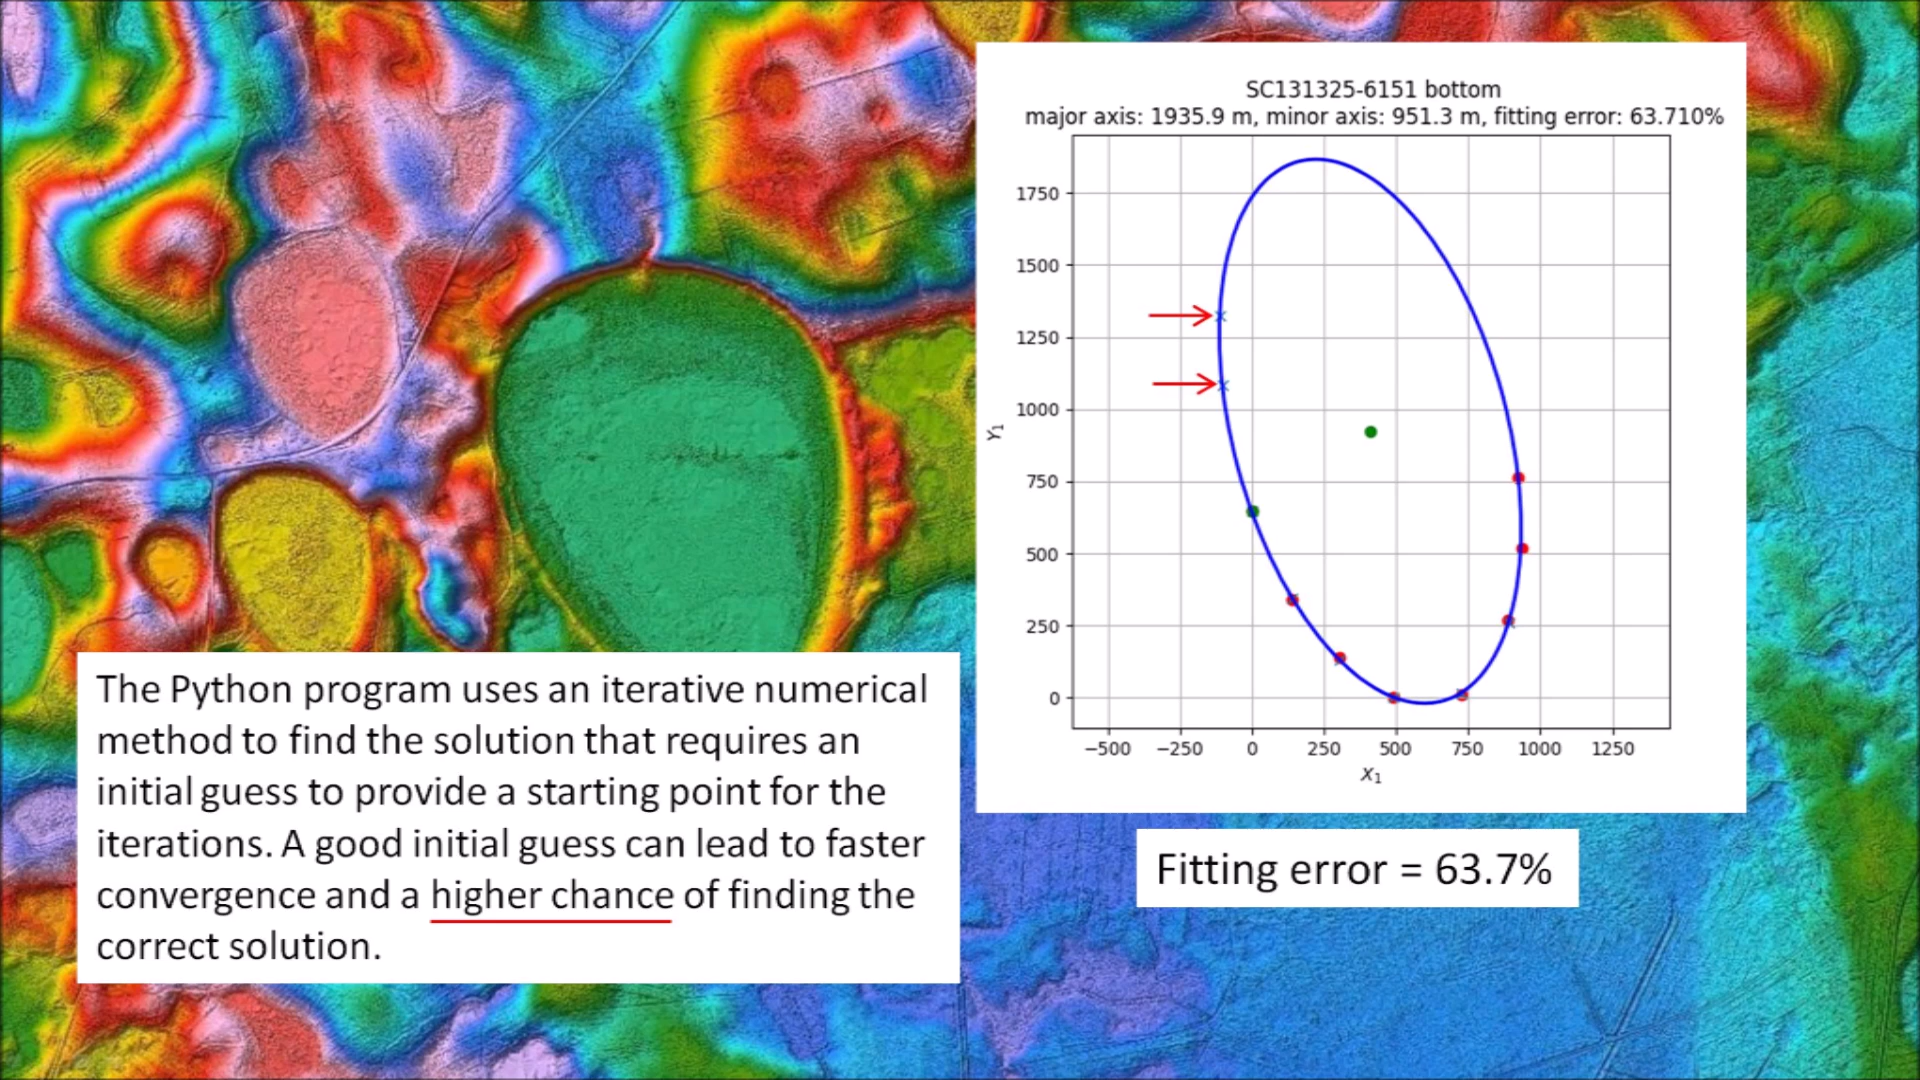 SC131325-6151 bottom
major axis: 1935.9 m, minor axis: 951.3 m, fitting error: 63.710%
1750
1500
1250
1000
750
500
250
0
Y₁
−500 −250 0 250 500 750 1000 1250
X₁
The Python program uses an iterative numerical
method to find the solution that requires an
initial guess to provide a starting point for the
iterations. A good initial guess can lead to faster
convergence and a higher chance of finding the
correct solution.
Fitting error = 63.7%